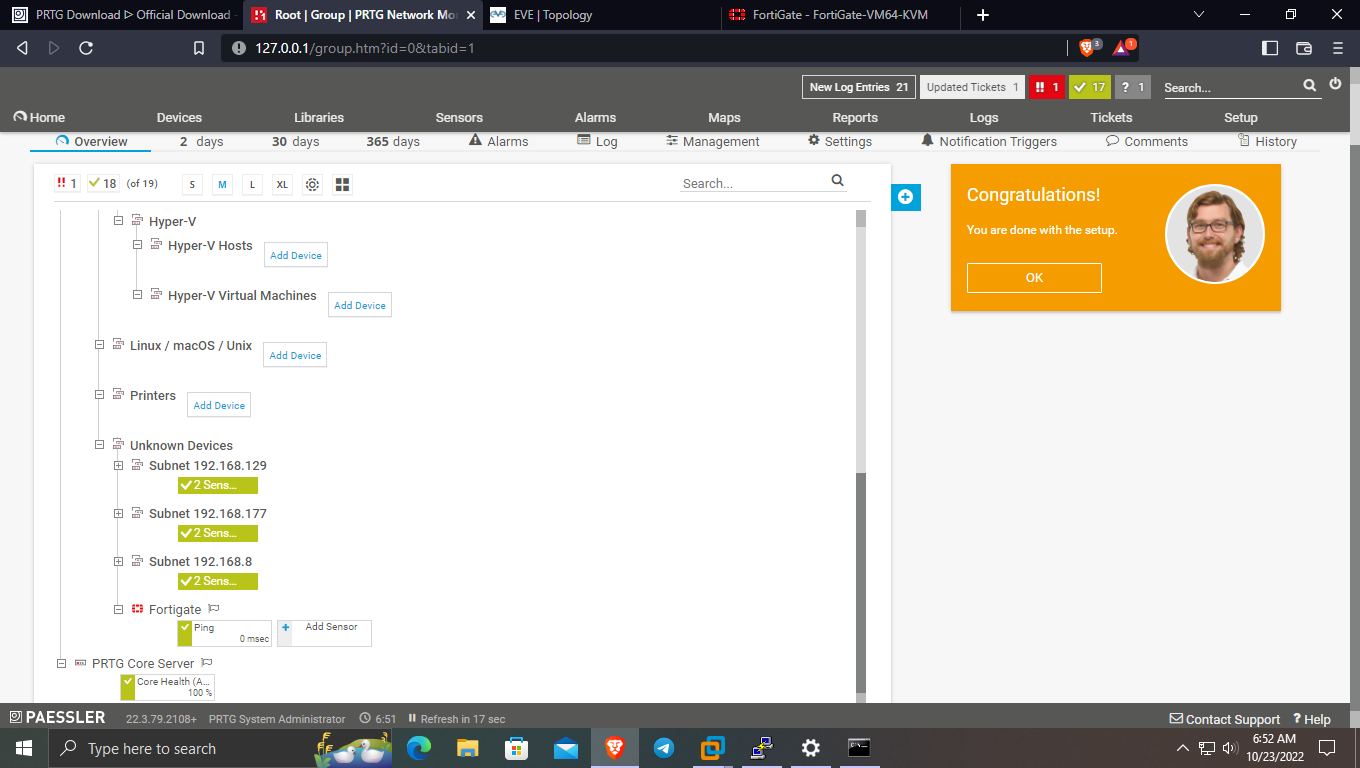 PRTG Download ᐅ Official Download -
Root | Group | PRTG Network Mon
EVE | Topology
FortiGate - FortiGate-VM64-KVM
127.0.0.1/group.htm?id=0&tabid=1
3
1
New Log Entries 21
Updated Tickets 1
!! 1
17
? 1
Search...
Home
Devices
Libraries
Sensors
Alarms
Maps
Reports
Logs
Tickets
Setup
Overview
2 days
30 days
365 days
Alarms
Log
Management
Settings
Notification Triggers
Comments
History
!! 1
18
(of 19)
S
M
L
XL
Search...
Hyper-V
Hyper-V Hosts
Add Device
Hyper-V Virtual Machines
Add Device
Linux / macOS / Unix
Add Device
Printers
Add Device
Unknown Devices
Subnet 192.168.129
2 Sens...
Subnet 192.168.177
2 Sens...
Subnet 192.168.8
2 Sens...
Fortigate
Ping
0 msec
Add Sensor
PRTG Core Server
Core Health (A...
100 %
Congratulations!
You are done with the setup.
OK
PAESSLER
22.3.79.2108+
PRTG System Administrator
6:51
Refresh in 17 sec
Contact Support
? Help
Type here to search
6:52 AM
10/23/2022